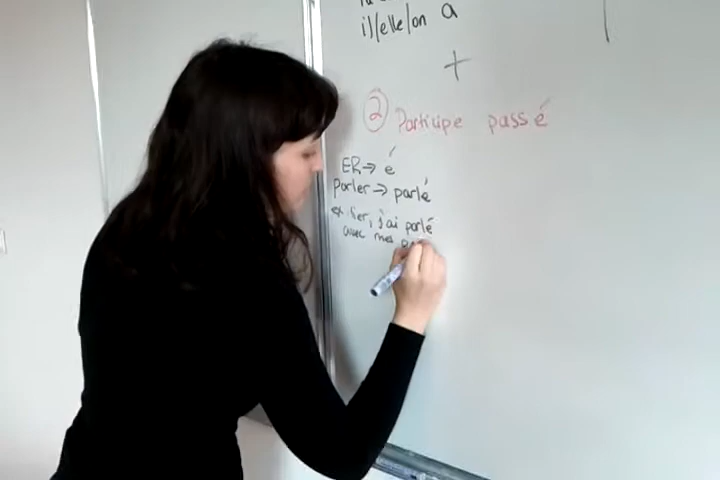 il/elle/on a
+
2 Participe passé
ER → é
Parler → parlé
ex hier, j'ai parlé
avec mes